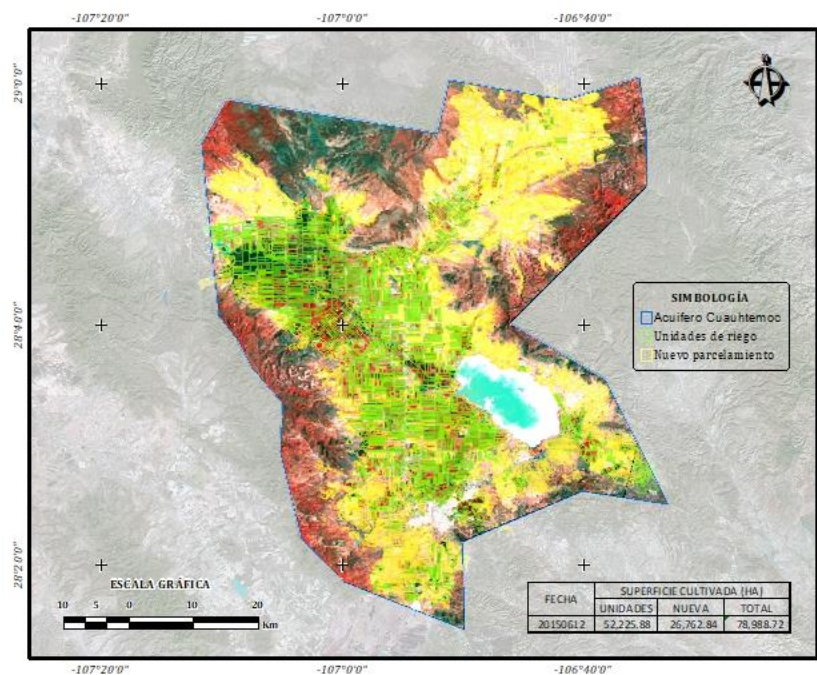 -107°20'0" -107°0'0" -106°40'0"
29°0'0"
28°40'0"
28°20'0"
SIMBOLOGÍA
Acuifero Cuauhtemoc
Unidades de riego
Nuevo parcelamiento
ESCALA GRÁFICA
10 5 0 10 20
Km
FECHA SUPERFICIE CULTIVADA (HA)
UNIDADES NUEVA TOTAL
20150612 52,225.88 26,762.84 78,988.72
-107°20'0" -107°0'0" -106°40'0"